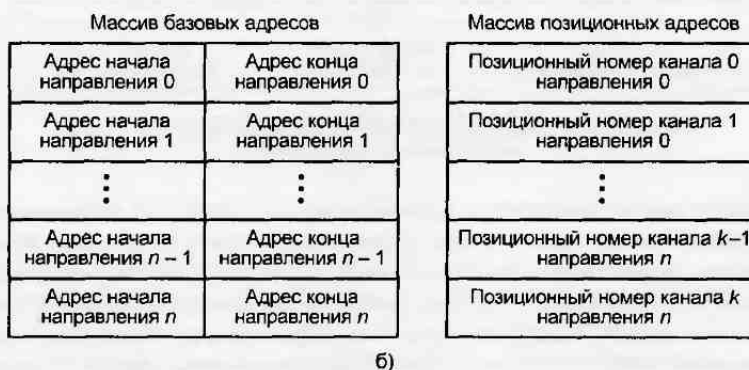 Массив базовых адресов
Массив позиционных адресов
Адрес начала
направления 0
Адрес конца
направления 0
Позиционный номер канала 0
направления 0
Адрес начала
направления 1
Адрес конца
направления 1
Позиционный номер канала 1
направления 0
⋮
⋮
⋮
Адрес начала
направления n – 1
Адрес конца
направления n – 1
Позиционный номер канала k–1
направления n
Адрес начала
направления n
Адрес конца
направления n
Позиционный номер канала k
направления n
б)